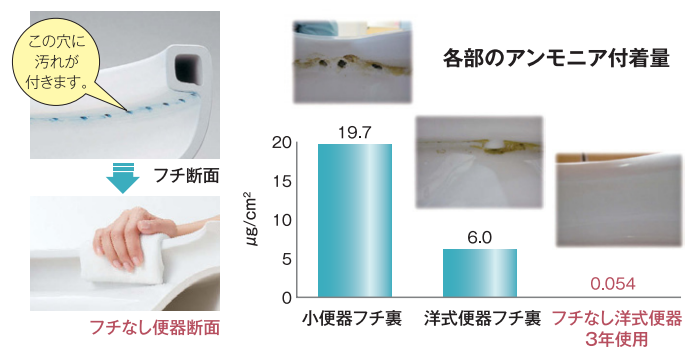 この穴に
汚れが
付きます。
フチ断面
フチなし便器断面
各部のアンモニア付着量
μg/cm²
20
15
10
5
0
19.7
6.0
0.054
小便器フチ裏
洋式便器フチ裏
フチなし洋式便器
3年使用